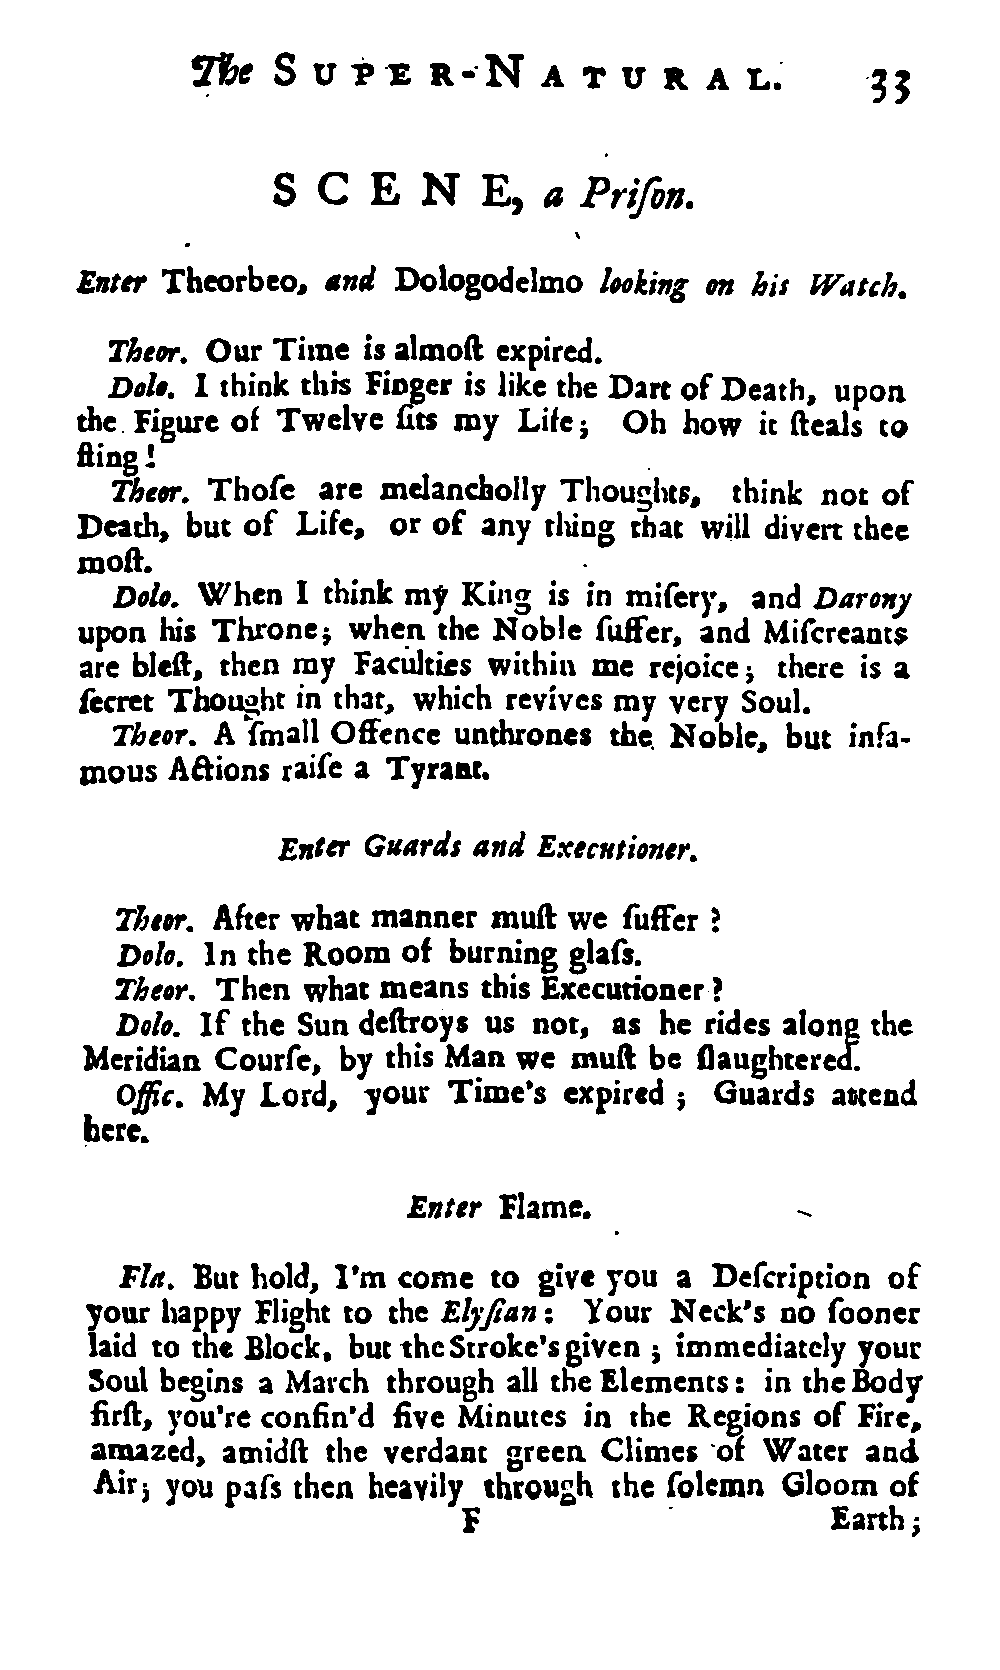 The SUPER-NATURAL. 33
SCENE, a Priſon.
Enter Theorbeo, and Dologodelmo looking on his Watch.
Theor. Our Time is almoſt expired.
Dolo. I think this Finger is like the Dart of Death, upon
the Figure of Twelve ſits my Life; Oh how it ſteals to
ſting!
Theor. Thoſe are melancholly Thoughts, think not of
Death, but of Life, or of any thing that will divert thee
moſt.
Dolo. When I think my King is in miſery, and Darony
upon his Throne; when the Noble ſuffer, and Miſcreants
are bleſt, then my Faculties within me rejoice; there is a
ſecret Thought in that, which revives my very Soul.
Theor. A ſmall Offence unthrones the Noble, but infa-
mous Actions raiſe a Tyrant.
Enter Guards and Executioner.
Theor. After what manner muſt we ſuffer?
Dolo. In the Room of burning glaſs.
Theor. Then what means this Executioner?
Dolo. If the Sun deſtroys us not, as he rides along the
Meridian Courſe, by this Man we muſt be ſlaughtered.
Offic. My Lord, your Time's expired; Guards attend
here.
Enter Flame.
Fla. But hold, I'm come to give you a Deſcription of
your happy Flight to the Elyſian: Your Neck's no ſooner
laid to the Block, but the Stroke's given; immediately your
Soul begins a March through all the Elements: in the Body
firſt, you're confin'd five Minutes in the Regions of Fire,
amazed, amidſt the verdant green Climes of Water and
Air; you paſs then heavily through the ſolemn Gloom of
F Earth;